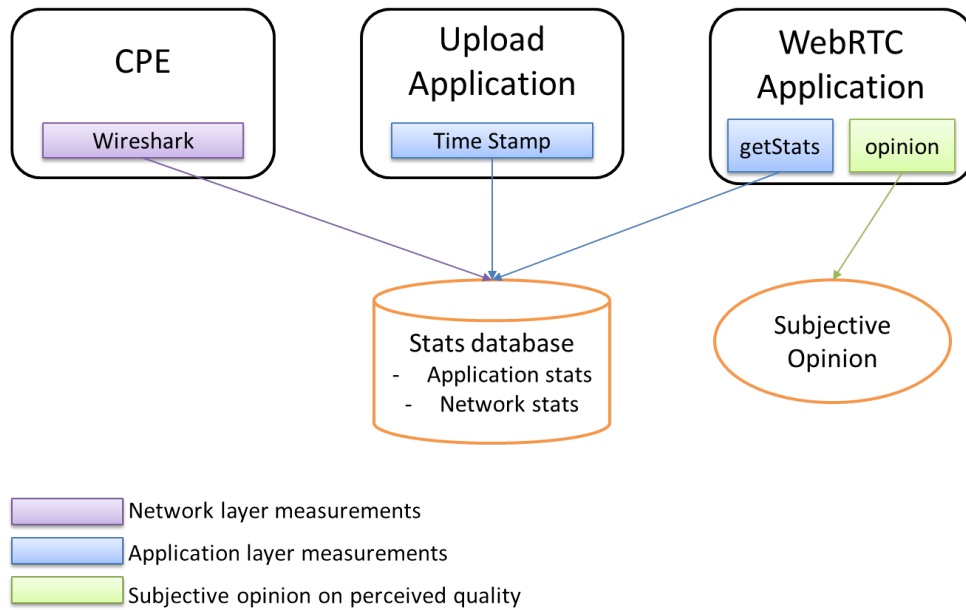 CPE
Wireshark
Upload
Application
Time Stamp
WebRTC
Application
getStats
opinion
Stats database
- Application stats
- Network stats
Subjective
Opinion
Network layer measurements
Application layer measurements
Subjective opinion on perceived quality